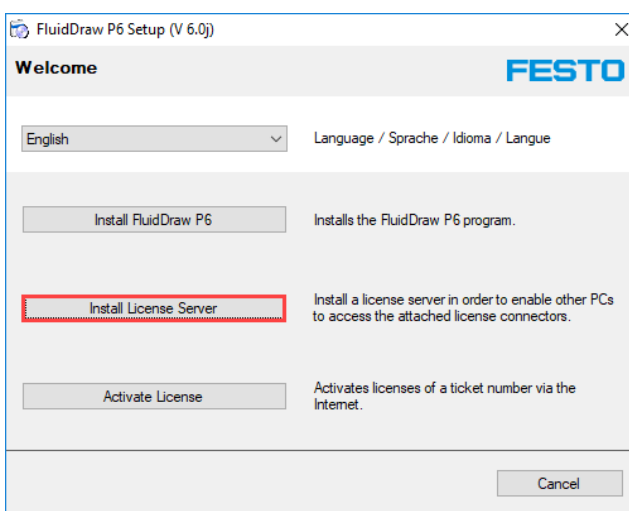 FluidDraw P6 Setup (V 6.0j)
Welcome
FESTO
English
Language / Sprache / Idioma / Langue
Install FluidDraw P6
Installs the FluidDraw P6 program.
Install License Server
Install a license server in order to enable other PCs
to access the attached license connectors.
Activate License
Activates licenses of a ticket number via the
Internet.
Cancel